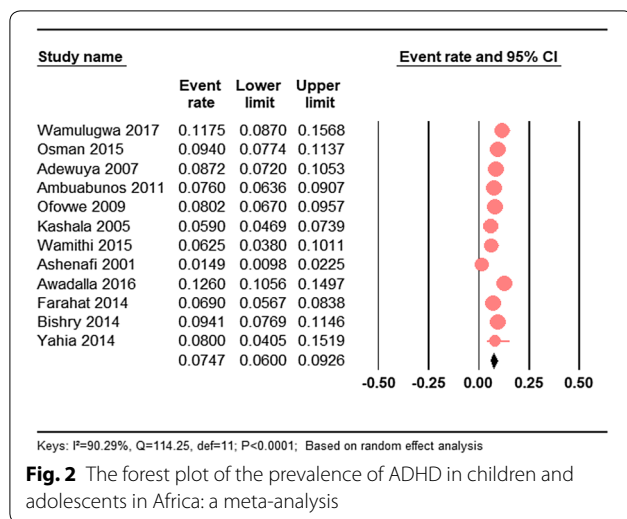 Study name Event rate and 95% CI
Event Lower Upper
rate limit limit
Wamulugwa 2017 0.1175 0.0870 0.1568
Osman 2015 0.0940 0.0774 0.1137
Adewuya 2007 0.0872 0.0720 0.1053
Ambuabunos 2011 0.0760 0.0636 0.0907
Ofovwe 2009 0.0802 0.0670 0.0957
Kashala 2005 0.0590 0.0469 0.0739
Wamithi 2015 0.0625 0.0380 0.1011
Ashenafi 2001 0.0149 0.0098 0.0225
Awadalla 2016 0.1260 0.1056 0.1497
Farahat 2014 0.0690 0.0567 0.0838
Bishry 2014 0.0941 0.0769 0.1146
Yahia 2014 0.0800 0.0405 0.1519
0.0747 0.0600 0.0926
-0.50 -0.25 0.00 0.25 0.50
Keys: I²=90.29%, Q=114.25, def=11; P<0.0001; Based on random effect analysis
Fig. 2 The forest plot of the prevalence of ADHD in children and
adolescents in Africa: a meta-analysis